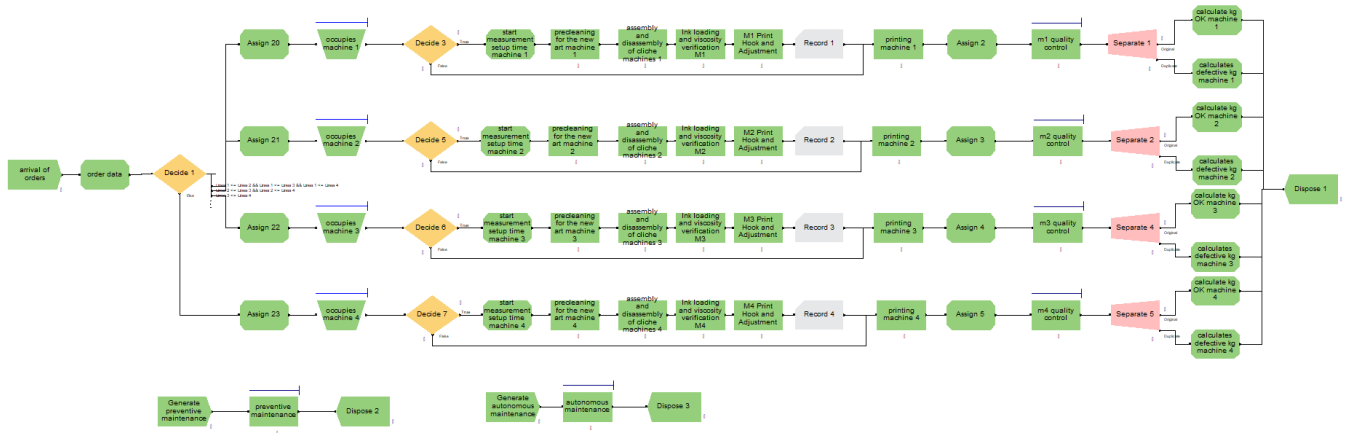 arrival of
orders
order data
Decide 1
Else
Assign 20
occupies
machine 1
Decide 3
True
False
start
measurement
setup time
machine 1
precleaning
for the new
art machine
1
assembly
and
disassembly
of cliche
machines 1
Ink loading
and viscosity
verification
M1
M1 Print
Hook and
Adjustment
Record 1
printing
machine 1
Assign 2
m1 quality
control
Separate 1
Original
Duplicate
calculate kg
OK machine
1
calculates
defective kg
machine 1
Assign 21
occupies
machine 2
Decide 5
True
False
start
measurement
setup time
machine 2
precleaning
for the new
art machine
2
assembly
and
disassembly
of cliche
machines 2
Ink loading
and viscosity
verification
M2
M2 Print
Hook and
Adjustment
Record 2
printing
machine 2
Assign 3
m2 quality
control
Separate 2
Original
Duplicate
calculate kg
OK machine
2
calculates
defective kg
machine 2
Assign 22
occupies
machine 3
Decide 6
True
False
start
measurement
setup time
machine 3
precleaning
for the new
art machine
3
assembly
and
disassembly
of cliche
machines 3
Ink loading
and viscosity
verification
M3
M3 Print
Hook and
Adjustment
Record 3
printing
machine 3
Assign 4
m3 quality
control
Separate 4
Original
Duplicate
calculate kg
OK machine
3
calculates
defective kg
machine 3
Assign 23
occupies
machine 4
Decide 7
True
False
start
measurement
setup time
machine 4
precleaning
for the new
art machine
4
assembly
and
disassembly
of cliche
machines 4
Ink loading
and viscosity
verification
M4
M4 Print
Hook and
Adjustment
Record 4
printing
machine 4
Assign 5
m4 quality
control
Separate 5
Original
Duplicate
calculate kg
OK machine
4
calculates
defective kg
machine 4
Dispose 1
Generate
preventive
maintenance
preventive
maintenance
Dispose 2
Generate
autonomous
maintenance
autonomous
maintenance
Dispose 3